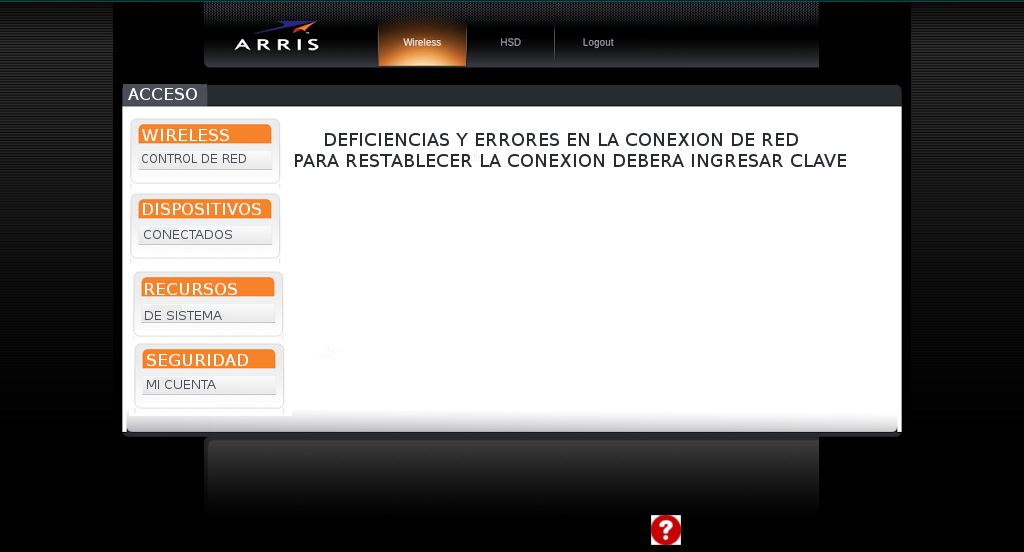 ARRIS
Wireless
HSD
Logout
ACCESO
WIRELESS
CONTROL DE RED
DISPOSITIVOS
CONECTADOS
RECURSOS
DE SISTEMA
SEGURIDAD
MI CUENTA
DEFICIENCIAS Y ERRORES EN LA CONEXION DE RED
PARA RESTABLECER LA CONEXION DEBERA INGRESAR CLAVE
?